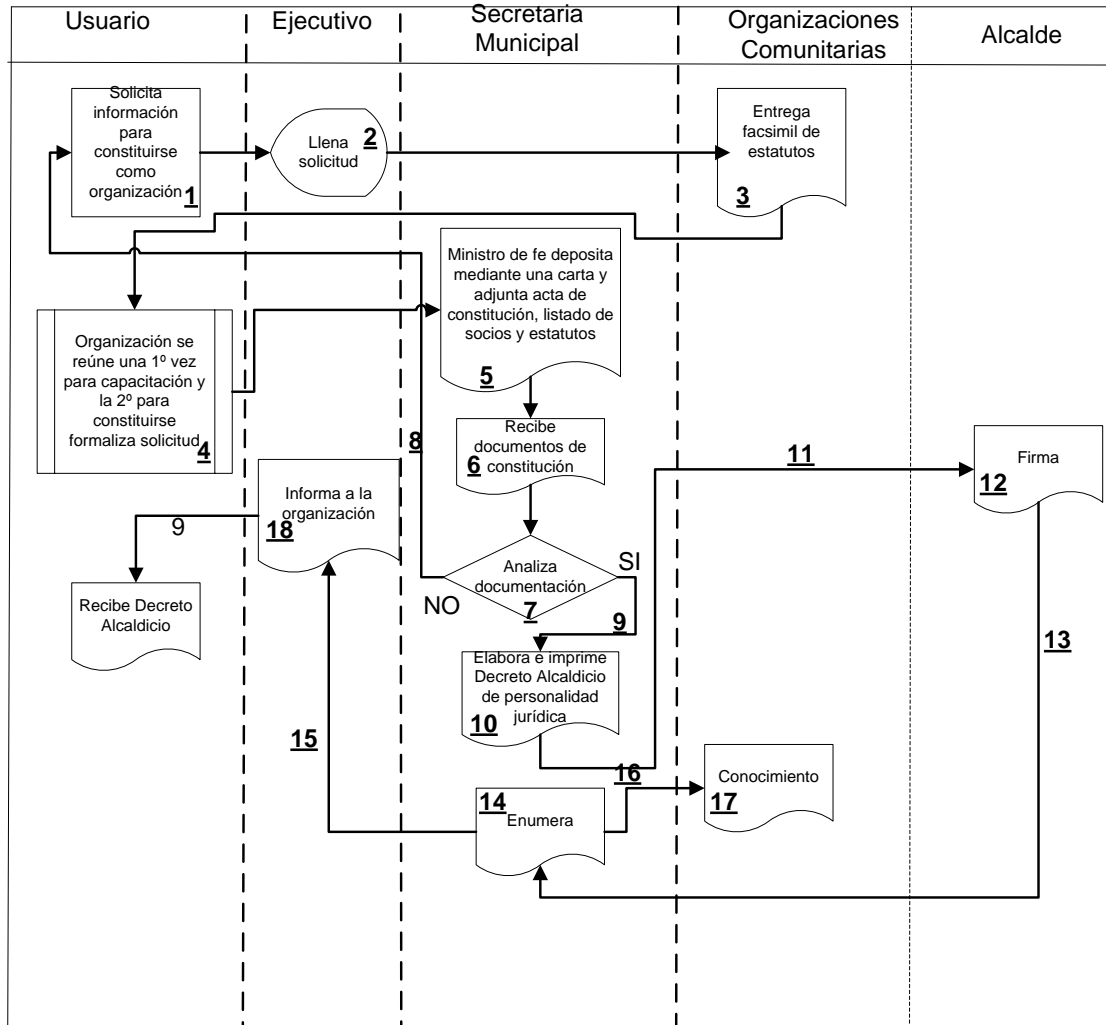 Usuario
Ejecutivo
Secretaria
Municipal
Organizaciones
Comunitarias
Alcalde
Solicita
información
para
constituirse
como
organización
1
Llena
solicitud
2
Entrega
facsimil de
estatutos
3
Organización se
reúne una 1º vez
para capacitación y
la 2º para
constituirse
formaliza solicitud
4
Ministro de fe deposita
mediante una carta y
adjunta acta de
constitución, listado de
socios y estatutos
5
Recibe
documentos de
constitución
6
Analiza
documentación
7
NO
8
SI
9
Elabora e imprime
Decreto Alcaldicio
de personalidad
jurídica
10
11
Firma
12
13
14
Enumera
15
16
Conocimiento
17
Informa a la
organización
18
9
Recibe Decreto
Alcaldicio